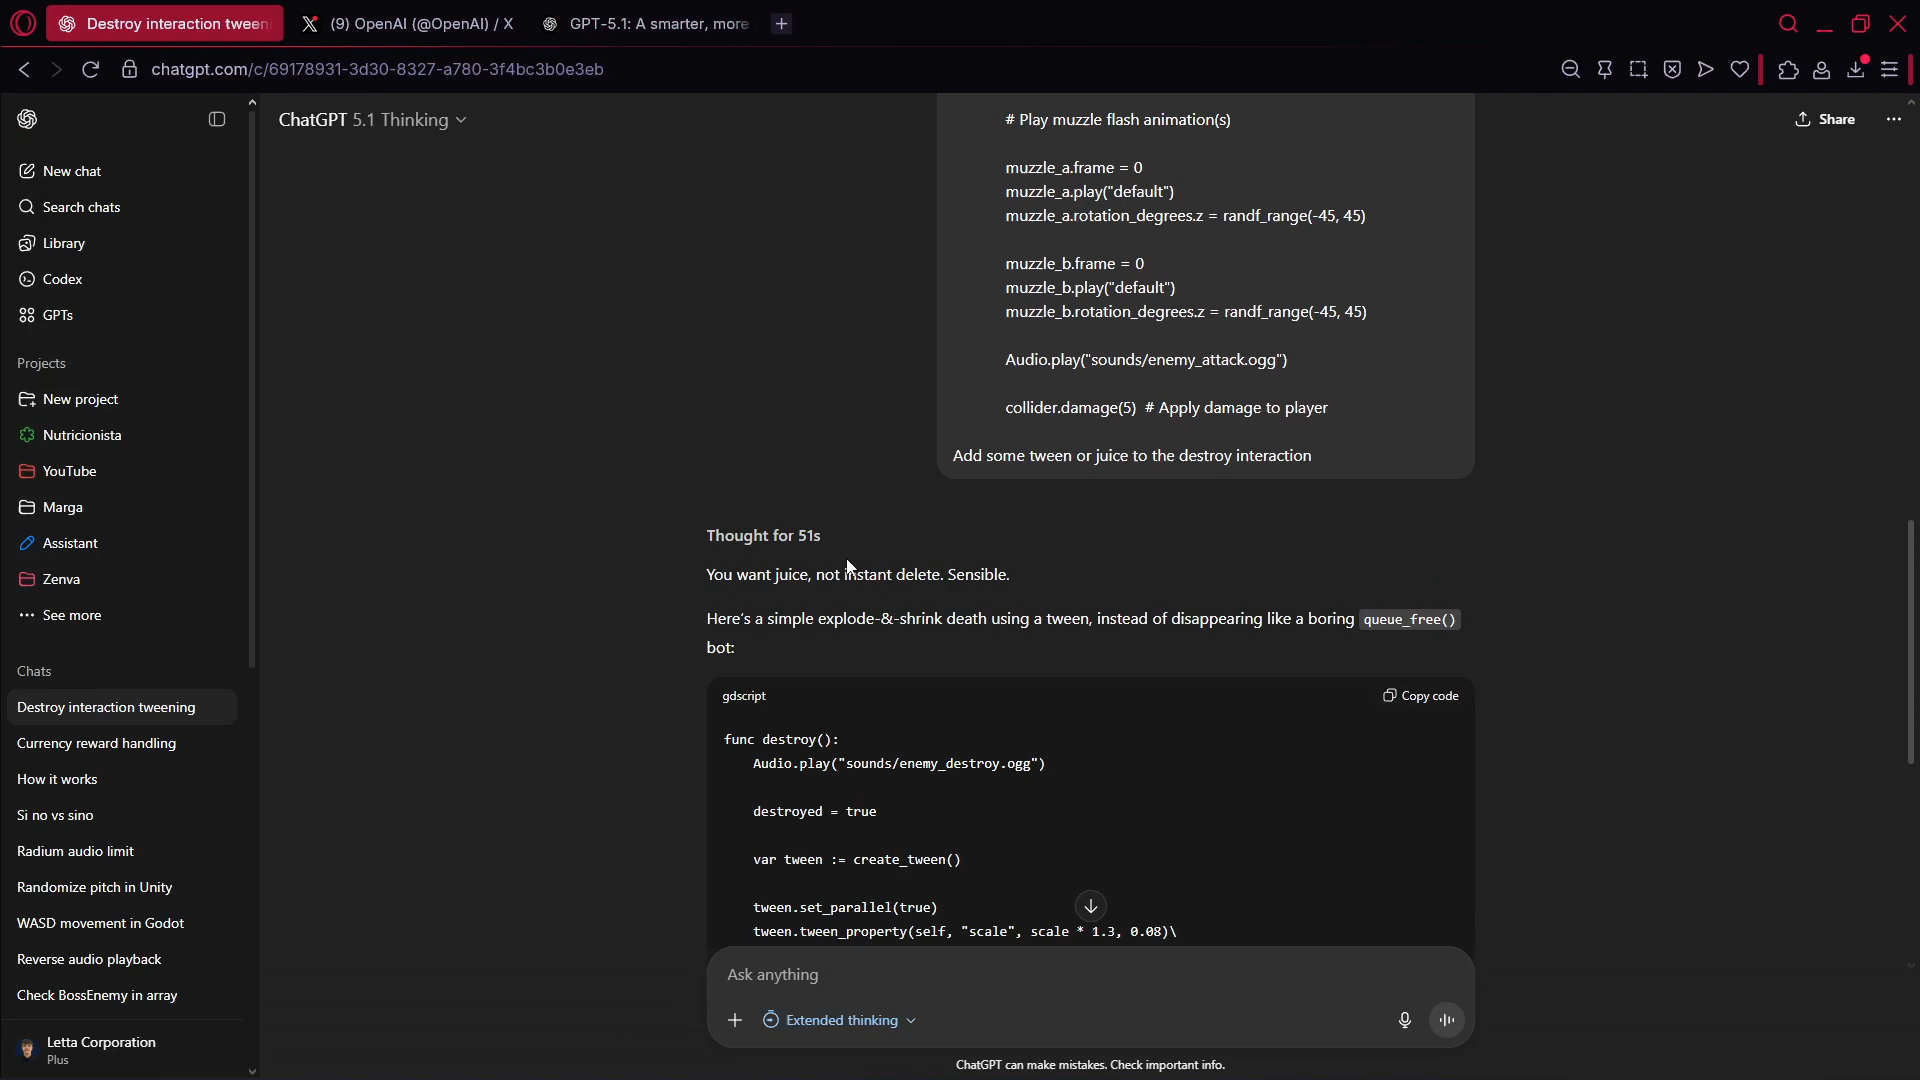 Destroy interaction tween
(9) OpenAI (@OpenAI) / X
GPT-5.1: A smarter, more
chatgpt.com/c/69178931-3d30-8327-a780-3f4bc3b0e3eb
ChatGPT 5.1 Thinking
Share
New chat
Search chats
Library
Codex
GPTs
Projects
New project
Nutricionista
YouTube
Marga
Assistant
Zenva
See more
Chats
Destroy interaction tweening
Currency reward handling
How it works
Si no vs sino
Radium audio limit
Randomize pitch in Unity
WASD movement in Godot
Reverse audio playback
Check BossEnemy in array
Letta Corporation
Plus
# Play muzzle flash animation(s)
muzzle_a.frame = 0
muzzle_a.play("default")
muzzle_a.rotation_degrees.z = randf_range(-45, 45)
muzzle_b.frame = 0
muzzle_b.play("default")
muzzle_b.rotation_degrees.z = randf_range(-45, 45)
Audio.play("sounds/enemy_attack.ogg")
collider.damage(5) # Apply damage to player
Add some tween or juice to the destroy interaction
Thought for 51s
You want juice, not instant delete. Sensible.
Here's a simple explode-&-shrink death using a tween, instead of disappearing like a boring queue_free()
bot:
gdscript
Copy code
func destroy():
Audio.play("sounds/enemy_destroy.ogg")
destroyed = true
var tween := create_tween()
tween.set_parallel(true)
tween.tween_property(self, "scale", scale * 1.3, 0.08)\
Ask anything
Extended thinking
ChatGPT can make mistakes. Check important info.